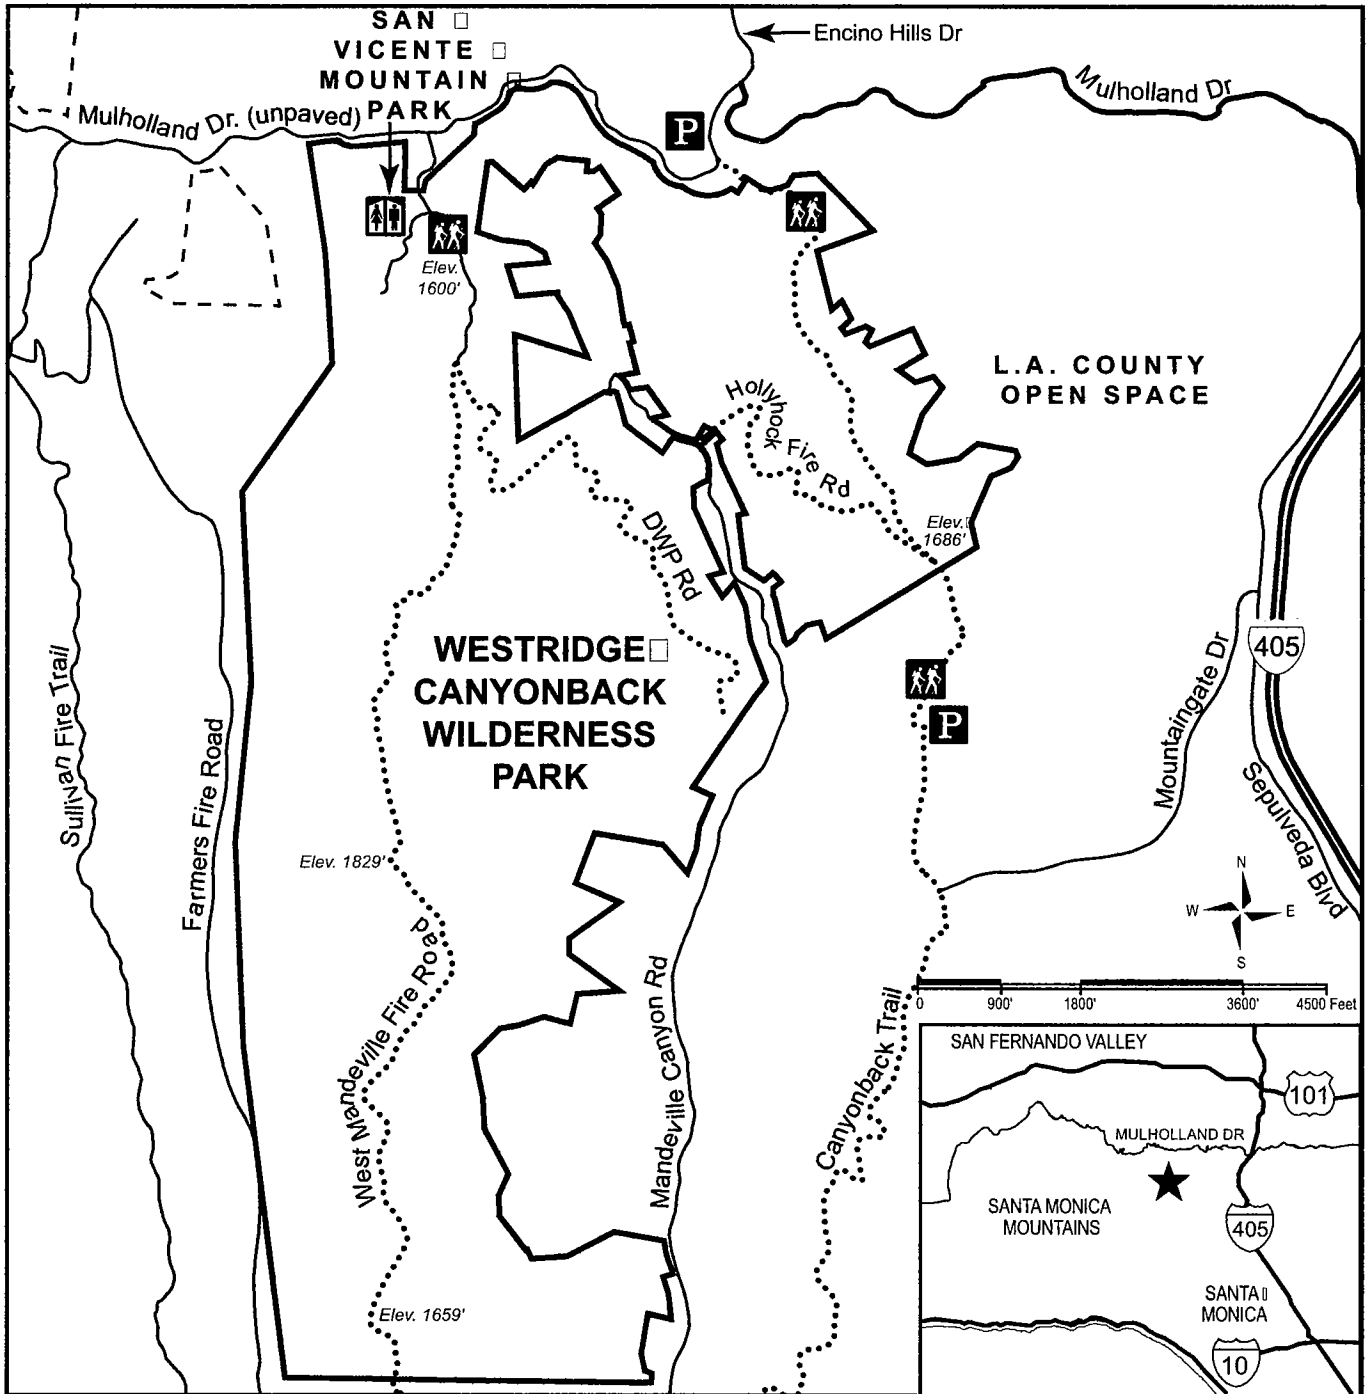 SAN
VICENTE
MOUNTAIN
PARK
Encino Hills Dr
Mulholland Dr. (unpaved)
Mulholland Dr
P
Elev.
1600'
L.A. COUNTY
OPEN SPACE
Hollyhock Fire Rd
Elev.
1686'
DWP Rd
WESTRIDGE
CANYONBACK
WILDERNESS
PARK
405
P
Mountaingate Dr
Sepulveda Blvd
Sullivan Fire Trail
Farmers Fire Road
Elev. 1829'
West Mandeville Fire Road
Mandeville Canyon Rd
Canyonback Trail
Elev. 1659'
N
W E
S
0 900' 1800' 3600' 4500 Feet
SAN FERNANDO VALLEY
101
MULHOLLAND DR
SANTA MONICA
MOUNTAINS
405
SANTA
MONICA
10